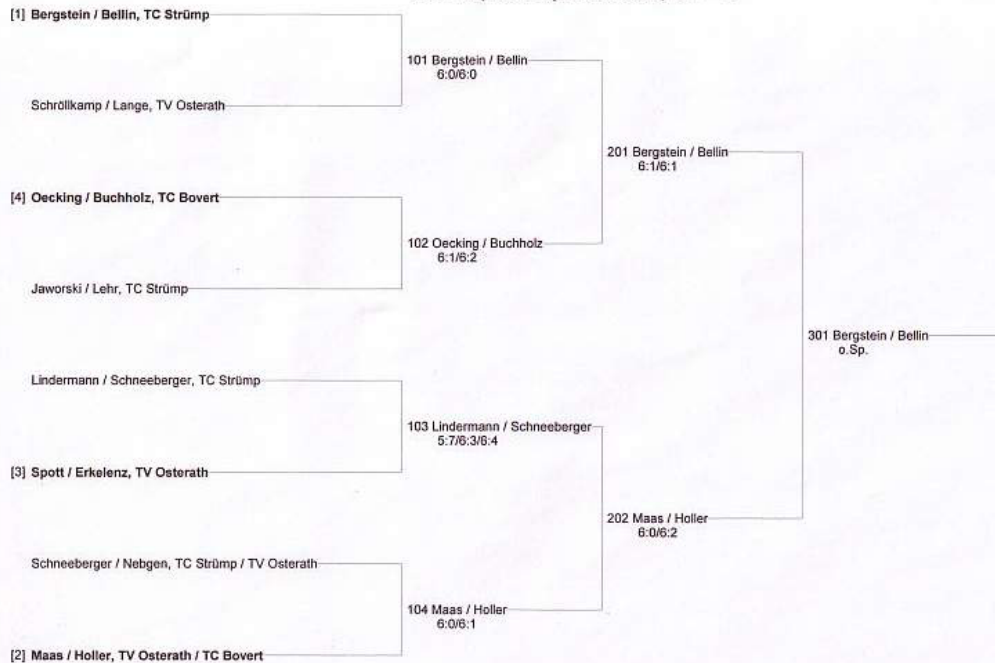 [1] Bergstein / Bellin, TC Strümp
101 Bergstein / Bellin
6:0/6:0
Schröllkamp / Lange, TV Osterath
201 Bergstein / Bellin
6:1/6:1
[4] Oecking / Buchholz, TC Bovert
102 Oecking / Buchholz
6:1/6:2
Jaworski / Lehr, TC Strümp
301 Bergstein / Bellin
o.Sp.
Lindermann / Schneeberger, TC Strümp
103 Lindermann / Schneeberger
5:7/6:3/6:4
[3] Spott / Erkelenz, TV Osterath
202 Maas / Holler
6:0/6:2
Schneeberger / Nebgen, TC Strümp / TV Osterath
104 Maas / Holler
6:0/6:1
[2] Maas / Holler, TV Osterath / TC Bovert